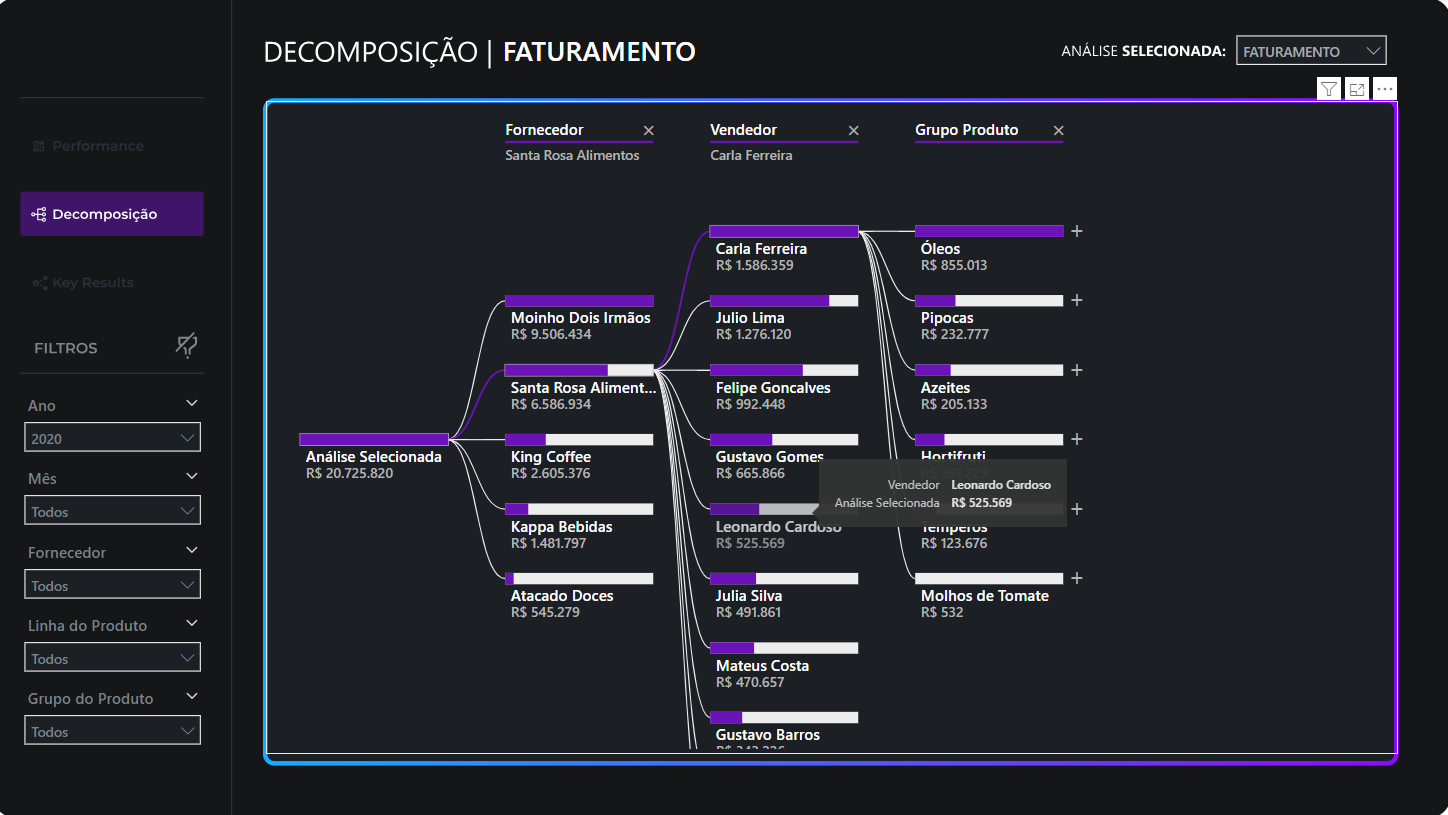 DECOMPOSIÇÃO | FATURAMENTO
ANÁLISE SELECIONADA:
FATURAMENTO
Performance
Decomposição
Key Results
FILTROS
Ano
2020
Mês
Todos
Fornecedor
Todos
Linha do Produto
Todos
Grupo do Produto
Todos
Fornecedor
Santa Rosa Alimentos
Vendedor
Carla Ferreira
Grupo Produto
Análise Selecionada
R$ 20.725.820
Moinho Dois Irmãos
R$ 9.506.434
Santa Rosa Aliment...
R$ 6.586.934
King Coffee
R$ 2.605.376
Kappa Bebidas
R$ 1.481.797
Atacado Doces
R$ 545.279
Carla Ferreira
R$ 1.586.359
Julio Lima
R$ 1.276.120
Felipe Goncalves
R$ 992.448
Gustavo Gomes
R$ 665.866
Leonardo Cardoso
R$ 525.569
Julia Silva
R$ 491.861
Mateus Costa
R$ 470.657
Gustavo Barros
Óleos
R$ 855.013
Pipocas
R$ 232.777
Azeites
R$ 205.133
Hortifruti
Temperos
R$ 123.676
Molhos de Tomate
R$ 532
Vendedor Leonardo Cardoso
Análise Selecionada R$ 525.569